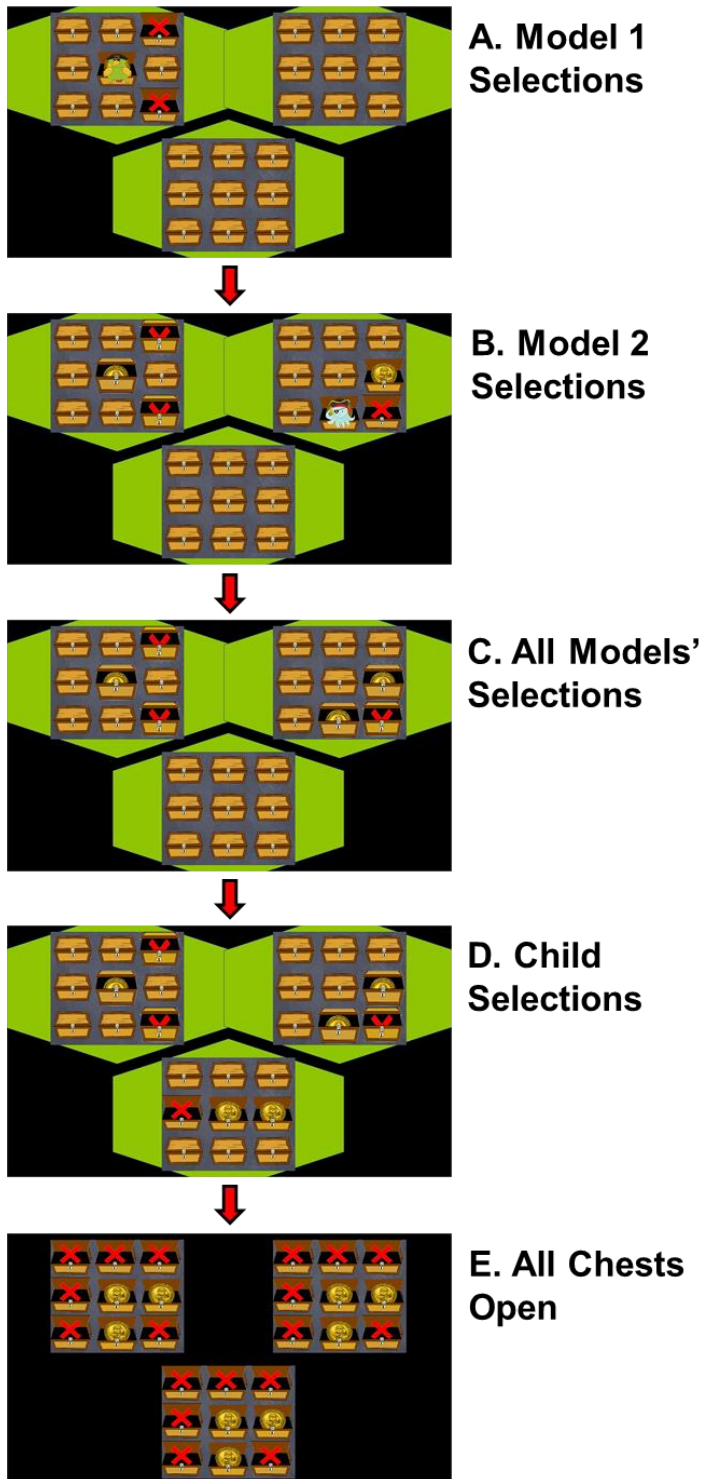 A. Model 1
Selections
B. Model 2
Selections
C. All Models’
Selections
D. Child
Selections
E. All Chests
Open